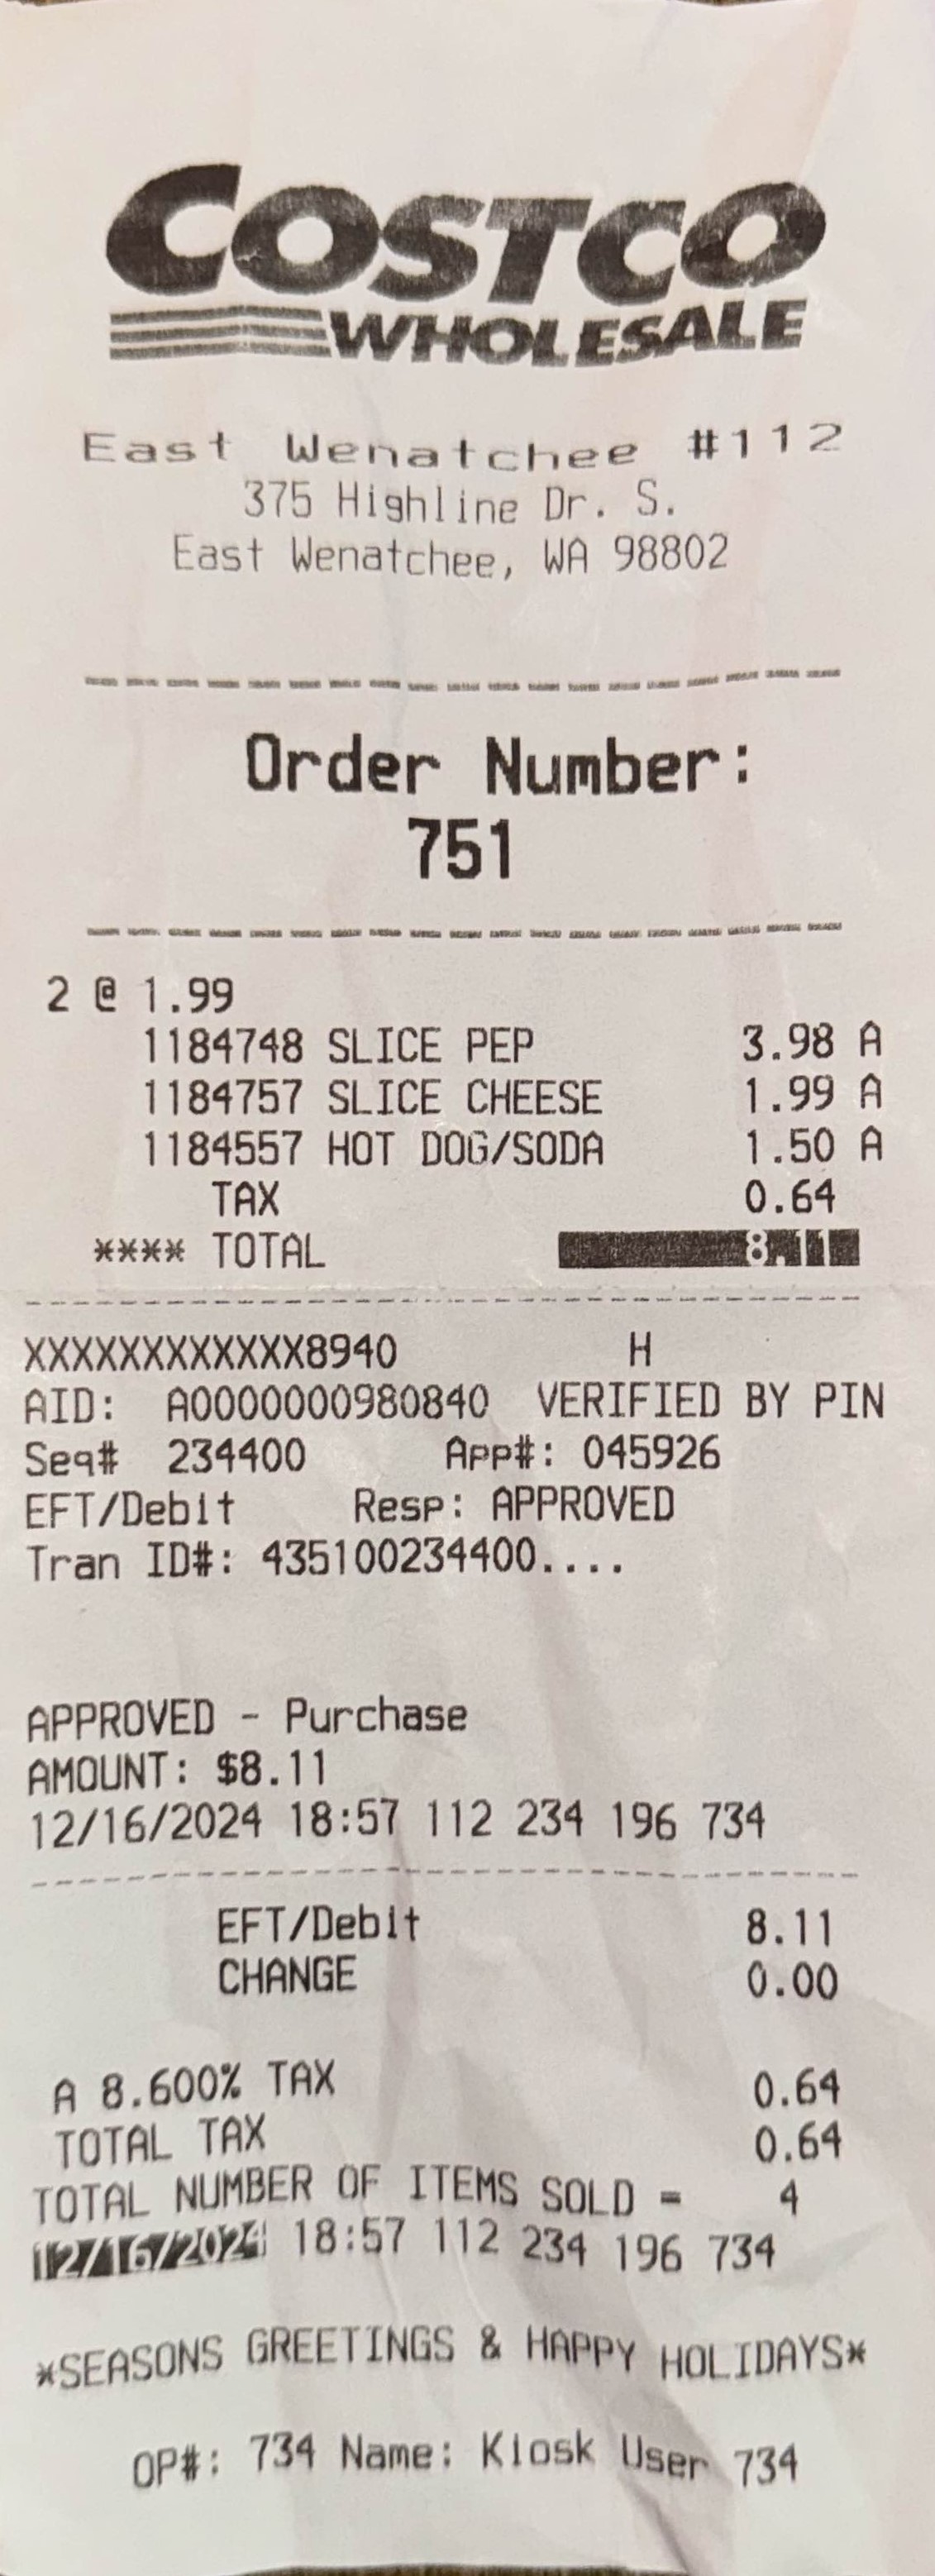 COSTCO
WHOLESALE
East Wenatchee #112
375 Highline Dr. S.
East Wenatchee, WA 98802
Order Number:
751
2 @ 1.99
1184748 SLICE PEP 3.98 A
1184757 SLICE CHEESE 1.99 A
1184557 HOT DOG/SODA 1.50 A
TAX 0.64
**** TOTAL 8.11
XXXXXXXXXXXX8940 H
AID: A0000000980840 VERIFIED BY PIN
Seq# 234400 App#: 045926
EFT/Debit Resp: APPROVED
Tran ID#: 435100234400....
APPROVED - Purchase
AMOUNT: $8.11
12/16/2024 18:57 112 234 196 734
EFT/Debit 8.11
CHANGE 0.00
A 8.600% TAX 0.64
TOTAL TAX 0.64
TOTAL NUMBER OF ITEMS SOLD = 4
12/16/2024 18:57 112 234 196 734
*SEASONS GREETINGS & HAPPY HOLIDAYS*
OP#: 734 Name: Kiosk User 734